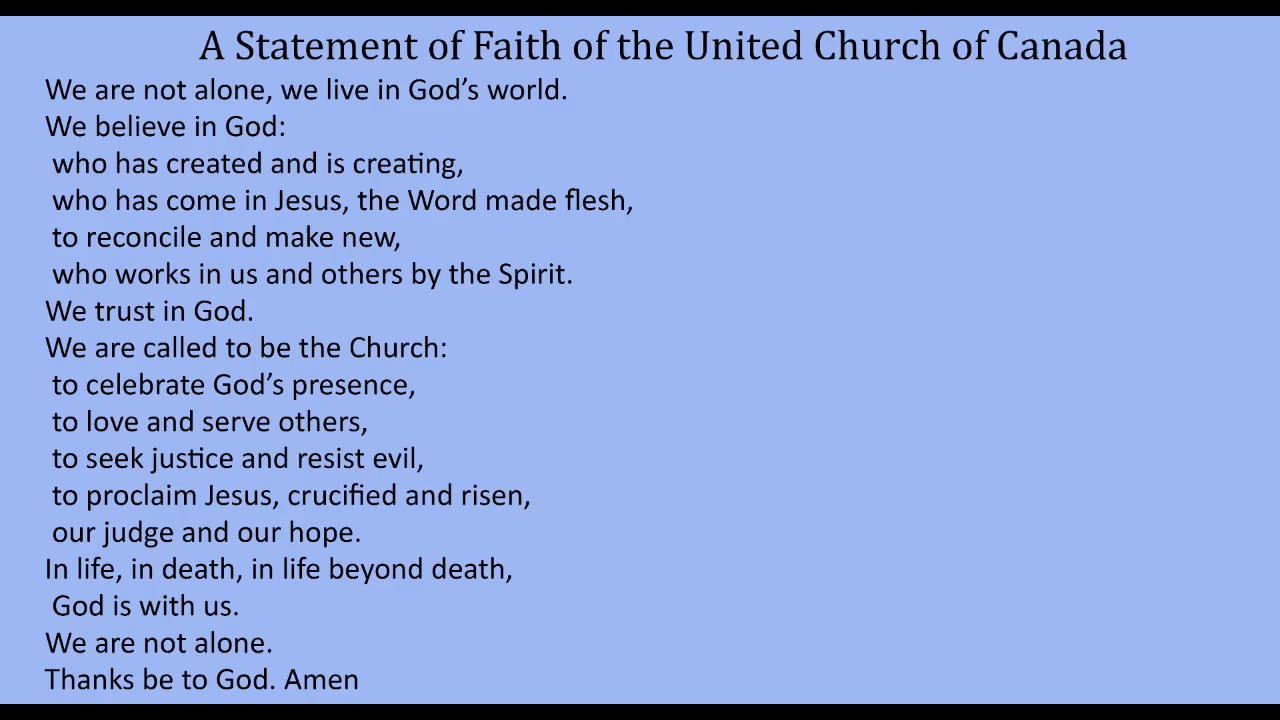 A Statement of Faith of the United Church of Canada
We are not alone, we live in God’s world.
We believe in God:
who has created and is creating,
who has come in Jesus, the Word made flesh,
to reconcile and make new,
who works in us and others by the Spirit.
We trust in God.
We are called to be the Church:
to celebrate God’s presence,
to love and serve others,
to seek justice and resist evil,
to proclaim Jesus, crucified and risen,
our judge and our hope.
In life, in death, in life beyond death,
God is with us.
We are not alone.
Thanks be to God. Amen